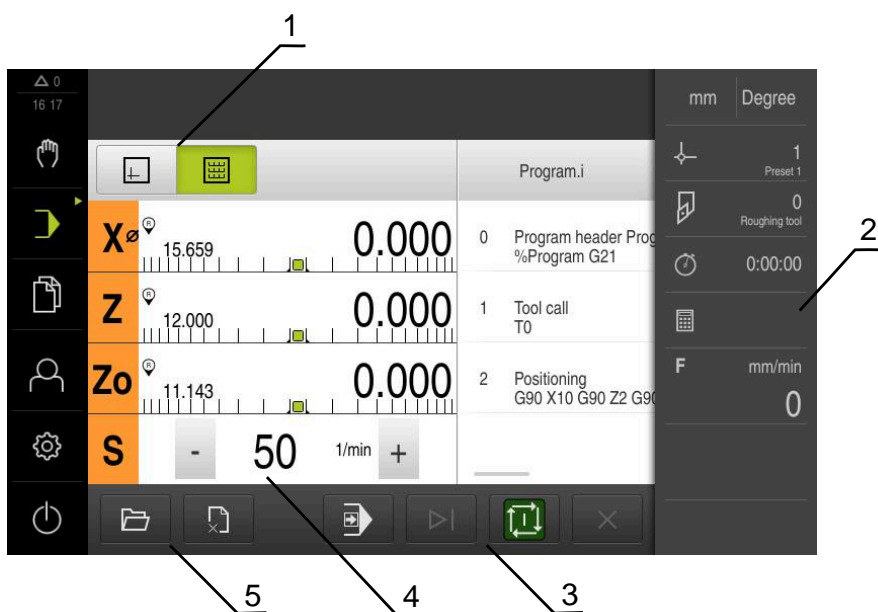 1
0
16 17
mm Degree
1
Preset 1
Program.i
0
Roughing tool
2
X⌀ R 15.659 0.000
0 Program header Prog
%Program G21
0:00:00
Z R 12.000 0.000
1 Tool call
T0
F mm/min
0
Zo R 11.143 0.000
2 Positioning
G90 X10 G90 Z2 G90
S - 50 1/min +
5
4
3